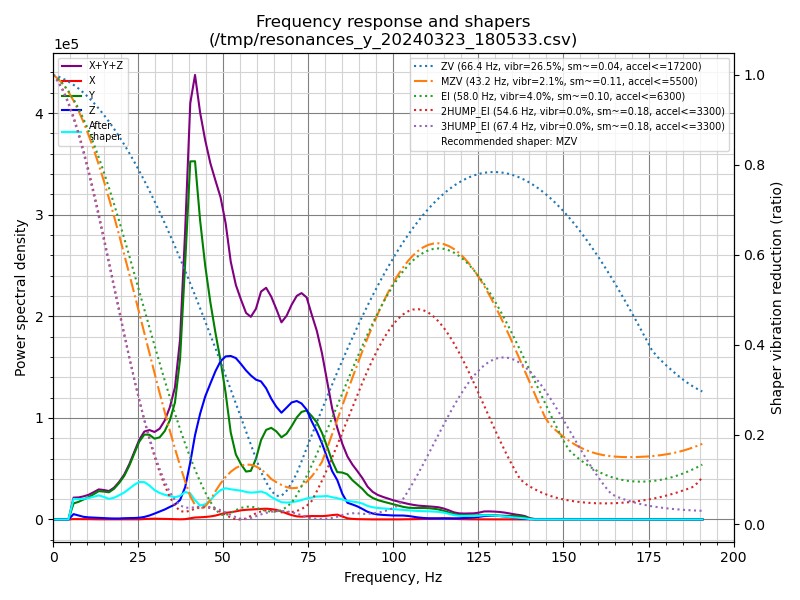 Frequency response and shapers
(/tmp/resonances_y_20240323_180533.csv)
1e5
X+Y+Z
X
Y
Z
After
shaper
ZV (66.4 Hz, vibr=26.5%, sm~=0.04, accel<=17200)
MZV (43.2 Hz, vibr=2.1%, sm~=0.11, accel<=5500)
EI (58.0 Hz, vibr=4.0%, sm~=0.10, accel<=6300)
2HUMP_EI (54.6 Hz, vibr=0.0%, sm~=0.18, accel<=3300)
3HUMP_EI (67.4 Hz, vibr=0.0%, sm~=0.18, accel<=3300)
Recommended shaper: MZV
Power spectral density
4
3
2
1
0
1.0
0.8
0.6
0.4
0.2
0.0
Shaper vibration reduction (ratio)
0 25 50 75 100 125 150 175 200
Frequency, Hz